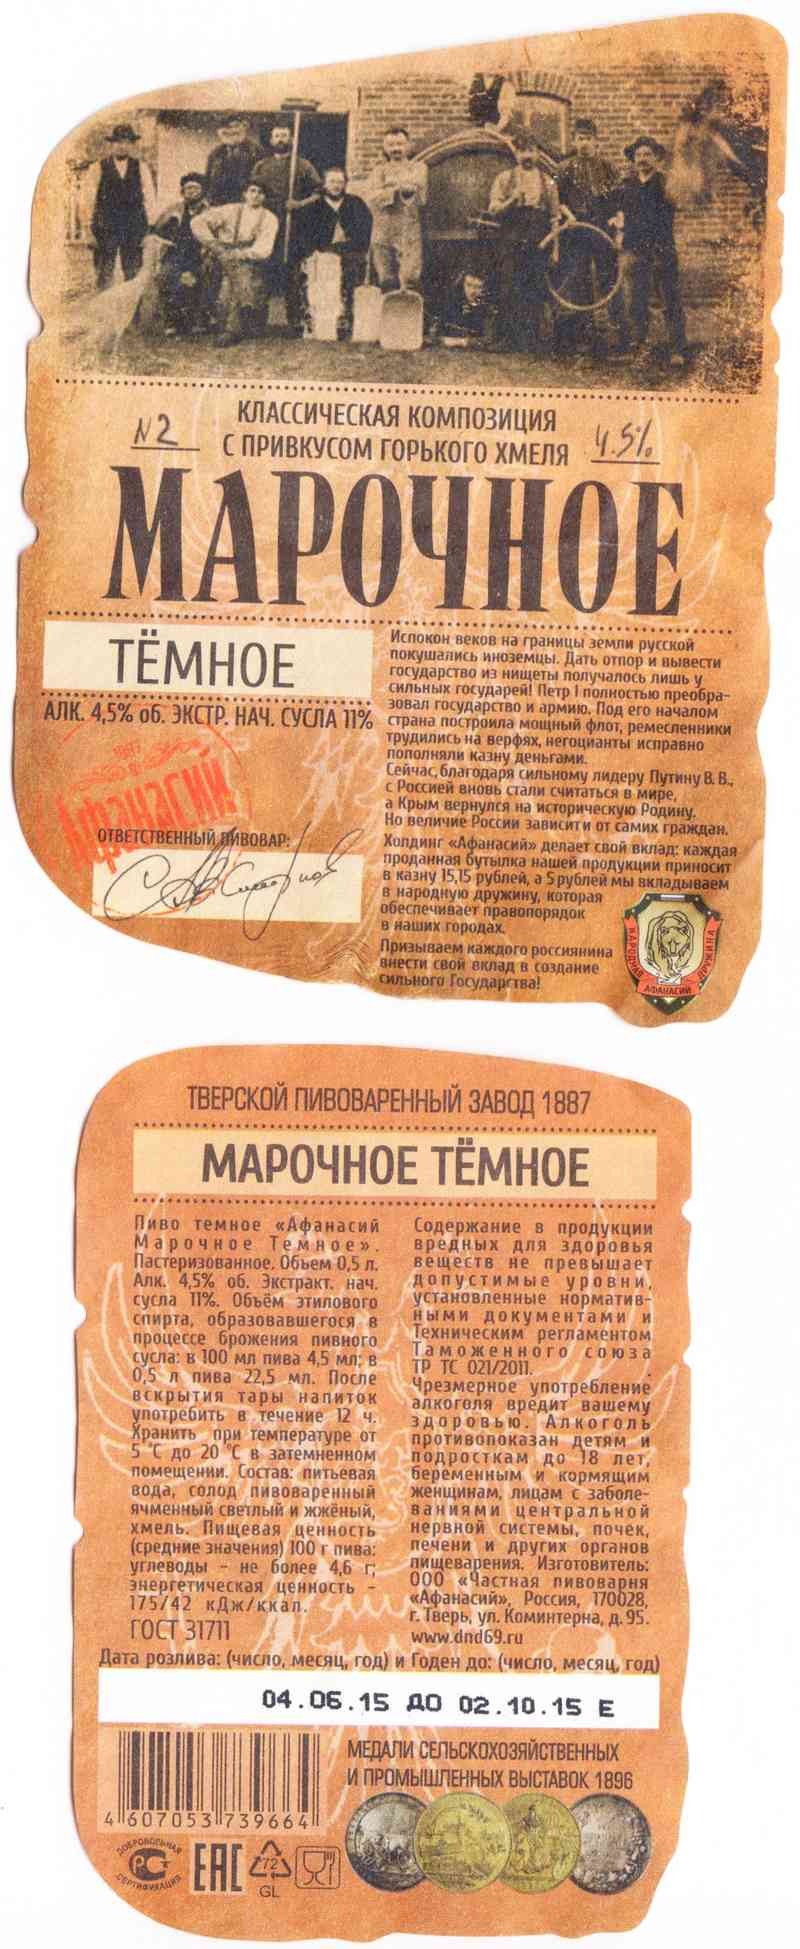 КЛАССИЧЕСКАЯ КОМПОЗИЦИЯ
N2 С ПРИВКУСОМ ГОРЬКОГО ХМЕЛЯ 4.5%
МАРОЧНОЕ
ТЁМНОЕ
АЛК. 4,5% об. ЭКСТР. НАЧ. СУСЛА 11%
1887
Афанасий
ОТВЕТСТВЕННЫЙ ПИВОВАР:
Испокон веков на границы земли русской
покушались иноземцы. Дать отпор и вывести
государство из нищеты получалось лишь у
сильных государей! Петр I полностью преобра-
зовал государство и армию. Под его началом
страна построила мощный флот, ремесленники
трудились на верфях, негоцианты исправно
пополняли казну деньгами.
Сейчас, благодаря сильному лидеру Путину В. В.,
с Россией вновь стали считаться в мире,
а Крым вернулся на историческую Родину.
Но величие России зависит и от самих граждан.
Холдинг «Афанасий» делает свой вклад: каждая
проданная бутылка нашей продукции приносит
в казну 15,15 рублей, а 5 рублей мы вкладываем
в народную дружину, которая
обеспечивает правопорядок
в наших городах.
Призываем каждого россиянина
внести свой вклад в создание
сильного Государства!
НАРОДНАЯ ДРУЖИНА
АФАНАСИЙ
ТВЕРСКОЙ ПИВОВАРЕННЫЙ ЗАВОД 1887
МАРОЧНОЕ ТЁМНОЕ
Пиво темное «Афанасий
Марочное Темное».
Пастеризованное. Объем 0,5 л.
Алк. 4,5% об. Экстракт. нач.
сусла 11%. Объём этилового
спирта, образовавшегося в
процессе брожения пивного
сусла: в 100 мл пива 4,5 мл; в
0,5 л пива 22,5 мл. После
вскрытия тары напиток
употребить в течение 12 ч.
Хранить при температуре от
5 °С до 20 °С в затемненном
помещении. Состав: питьевая
вода, солод пивоваренный
ячменный светлый и жжёный,
хмель. Пищевая ценность
(средние значения) 100 г пива:
углеводы – не более 4,6 г;
энергетическая ценность –
175/42 кДж/ккал.
ГОСТ 31711
Содержание в продукции
вредных для здоровья
веществ не превышает
допустимые уровни,
установленные норматив-
ными документами и
Техническим регламентом
Таможенного союза
ТР ТС 021/2011.
Чрезмерное употребление
алкоголя вредит вашему
здоровью. Алкоголь
противопоказан детям и
подросткам до 18 лет,
беременным и кормящим
женщинам, лицам с заболе-
ваниями центральной
нервной системы, почек,
печени и других органов
пищеварения. Изготовитель:
ООО «Частная пивоварня
«Афанасий», Россия, 170028,
г. Тверь, ул. Коминтерна, д. 95.
www.dnd69.ru
Дата розлива: (число, месяц, год) и Годен до: (число, месяц, год)
04.06.15 ДО 02.10.15 Е
МЕДАЛИ СЕЛЬСКОХОЗЯЙСТВЕННЫХ
И ПРОМЫШЛЕННЫХ ВЫСТАВОК 1896
4 607053 739664
ДОБРОВОЛЬНАЯ
СЕРТИФИКАЦИЯ
EAC
72
GL